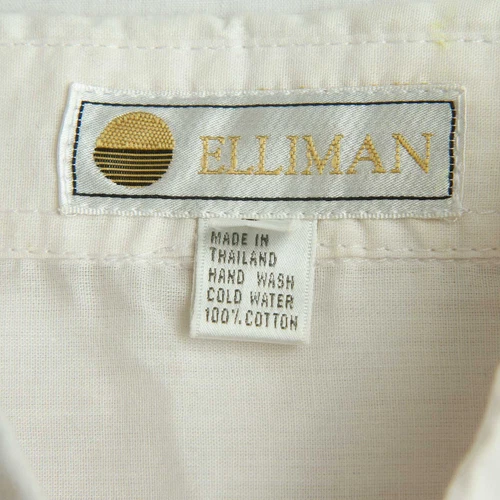 ELLIMAN
MADE IN
THAILAND
HAND WASH
COLD WATER
100% COTTON